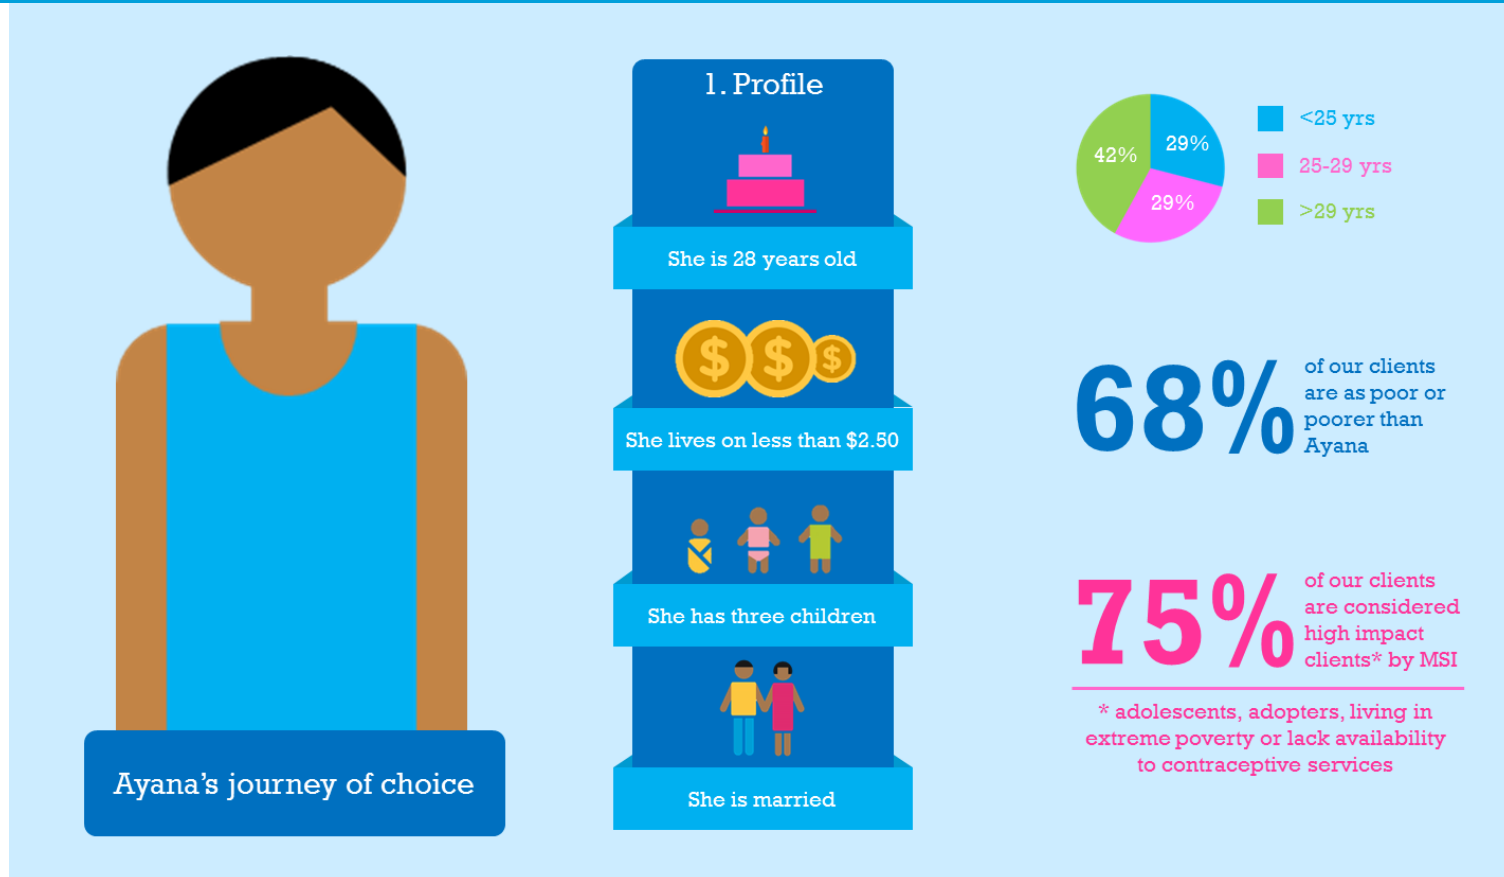 1. Profile
She is 28 years old
$ $ $
She lives on less than $2.50
She has three children
She is married
Ayana's journey of choice
42%
29%
29%
<25 yrs
25-29 yrs
>29 yrs
68%
of our clients
are as poor or
poorer than
Ayana
75%
of our clients
are considered
high impact
clients* by MSI
* adolescents, adopters, living in
extreme poverty or lack availability
to contraceptive services